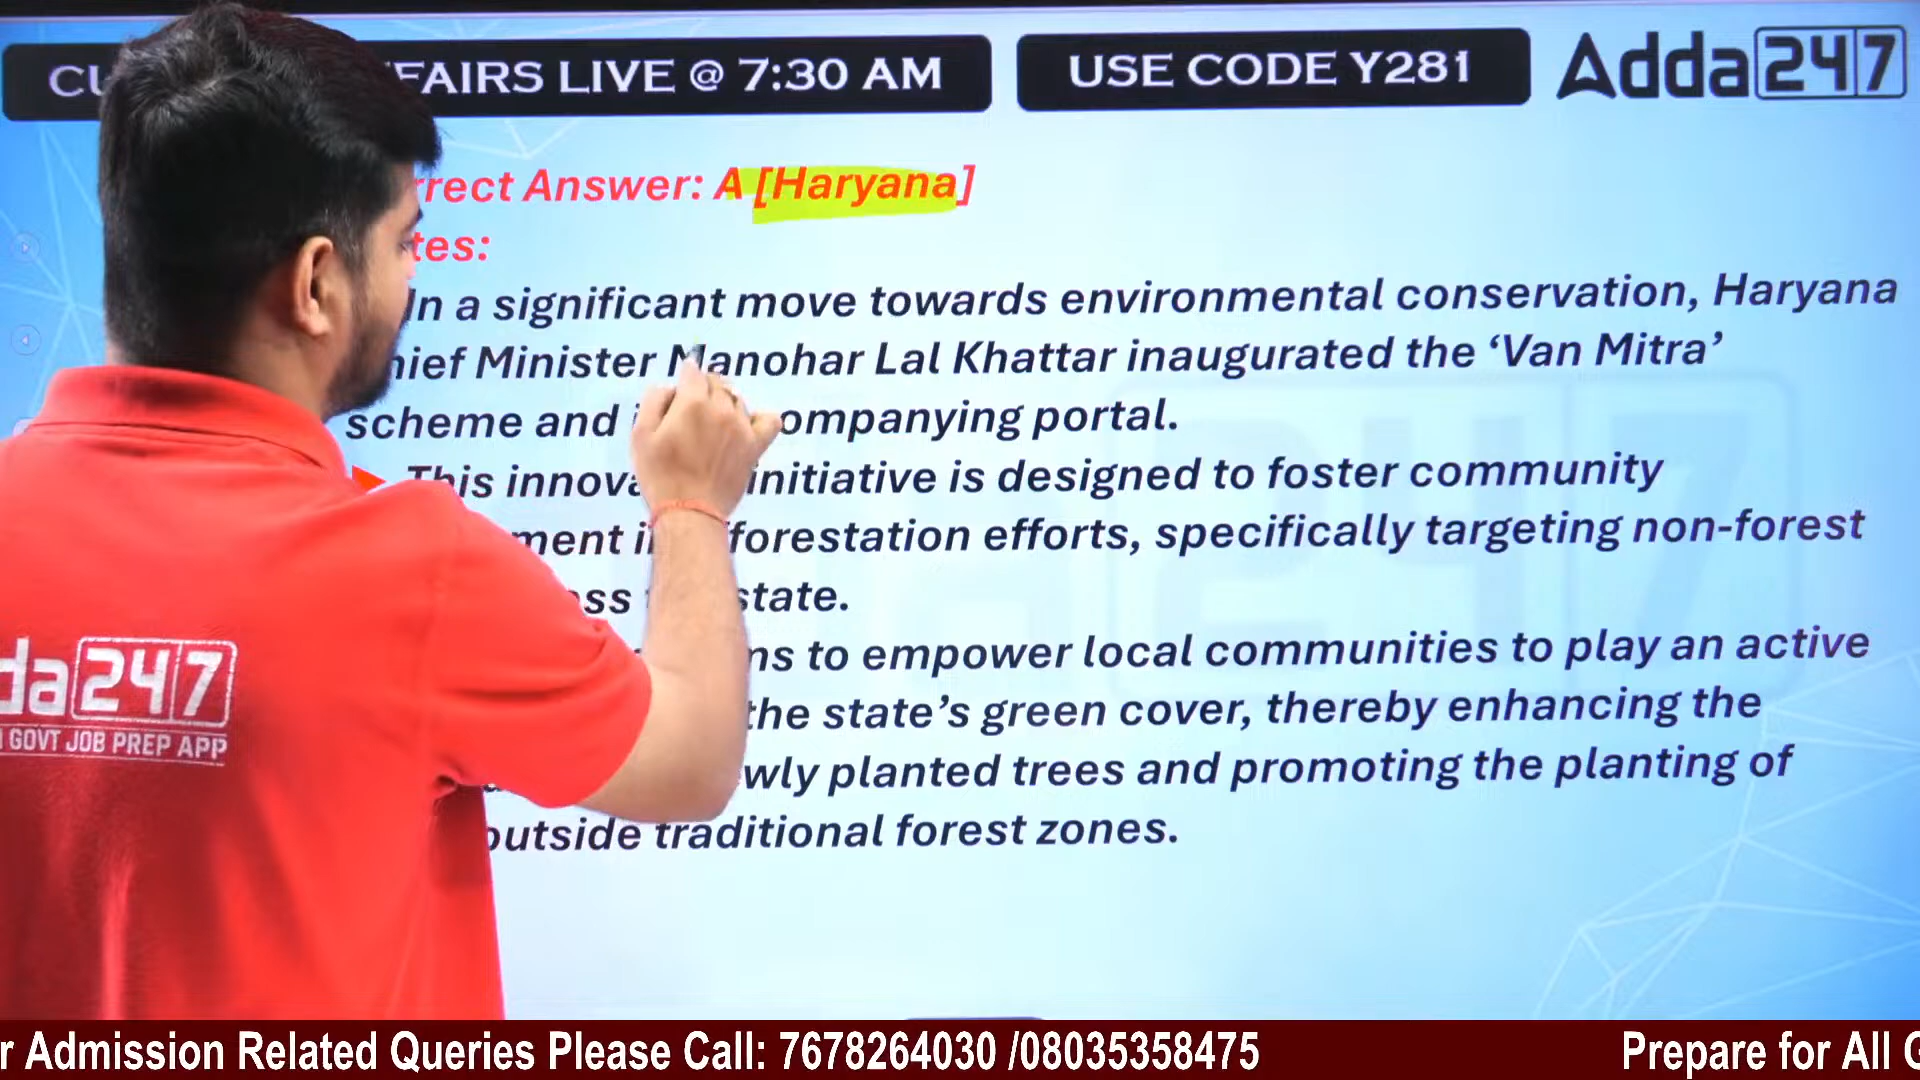 FAIRS LIVE @ 7:30 AM
USE CODE Y281
Adda247
rrect Answer: A [Haryana]
tes:
In a significant move towards environmental conservation, Haryana
hief Minister Manohar Lal Khattar inaugurated the ‘Van Mitra’
scheme and ompanying portal.
This innova initiative is designed to foster community
ment i forestation efforts, specifically targeting non-forest
ss state.
ns to empower local communities to play an active
the state’s green cover, thereby enhancing the
wly planted trees and promoting the planting of
outside traditional forest zones.
da247
GOVT JOB PREP APP
r Admission Related Queries Please Call: 7678264030 /08035358475
Prepare for All G